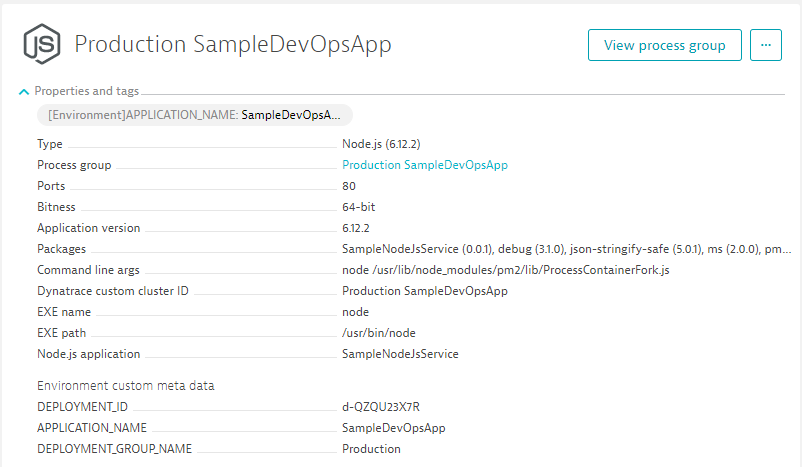 JS Production SampleDevOpsApp View process group ...
Properties and tags
[Environment]APPLICATION_NAME: SampleDevOpsA...
Type Node.js (6.12.2)
Process group Production SampleDevOpsApp
Ports 80
Bitness 64-bit
Application version 6.12.2
Packages SampleNodeJsService (0.0.1), debug (3.1.0), json-stringify-safe (5.0.1), ms (2.0.0), pm...
Command line args node /usr/lib/node_modules/pm2/lib/ProcessContainerFork.js
Dynatrace custom cluster ID Production SampleDevOpsApp
EXE name node
EXE path /usr/bin/node
Node.js application SampleNodeJsService
Environment custom meta data
DEPLOYMENT_ID d-QZQU23X7R
APPLICATION_NAME SampleDevOpsApp
DEPLOYMENT_GROUP_NAME Production